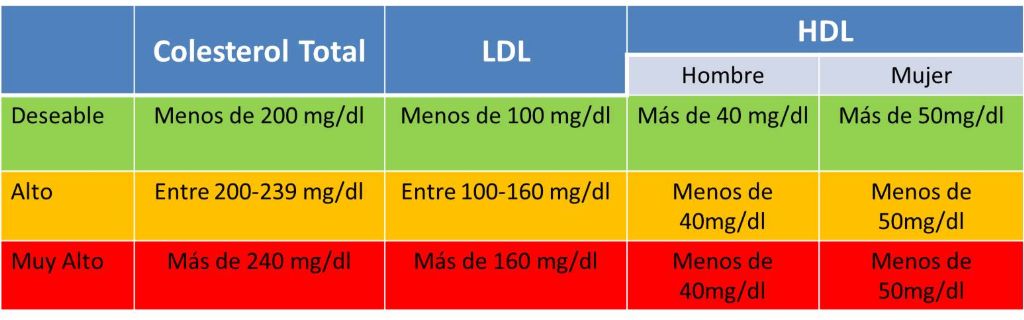 Colesterol Total
LDL
HDL
Hombre
Mujer
Deseable
Menos de 200 mg/dl
Menos de 100 mg/dl
Más de 40 mg/dl
Más de 50mg/dl
Alto
Entre 200-239 mg/dl
Entre 100-160 mg/dl
Menos de
40mg/dl
Menos de
50mg/dl
Muy Alto
Más de 240 mg/dl
Más de 160 mg/dl
Menos de
40mg/dl
Menos de
50mg/dl